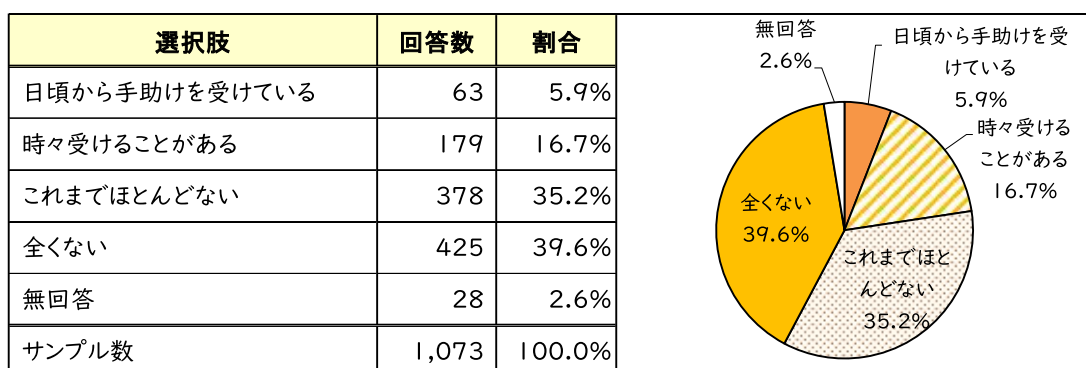 選択肢 回答数 割合
日頃から手助けを受けている 63 5.9%
時々受けることがある 179 16.7%
これまでほとんどない 378 35.2%
全くない 425 39.6%
無回答 28 2.6%
サンプル数 1,073 100.0%
無回答
2.6%
日頃から手助けを受
けている
5.9%
時々受ける
ことがある
16.7%
これまでほと
んどない
35.2%
全くない
39.6%